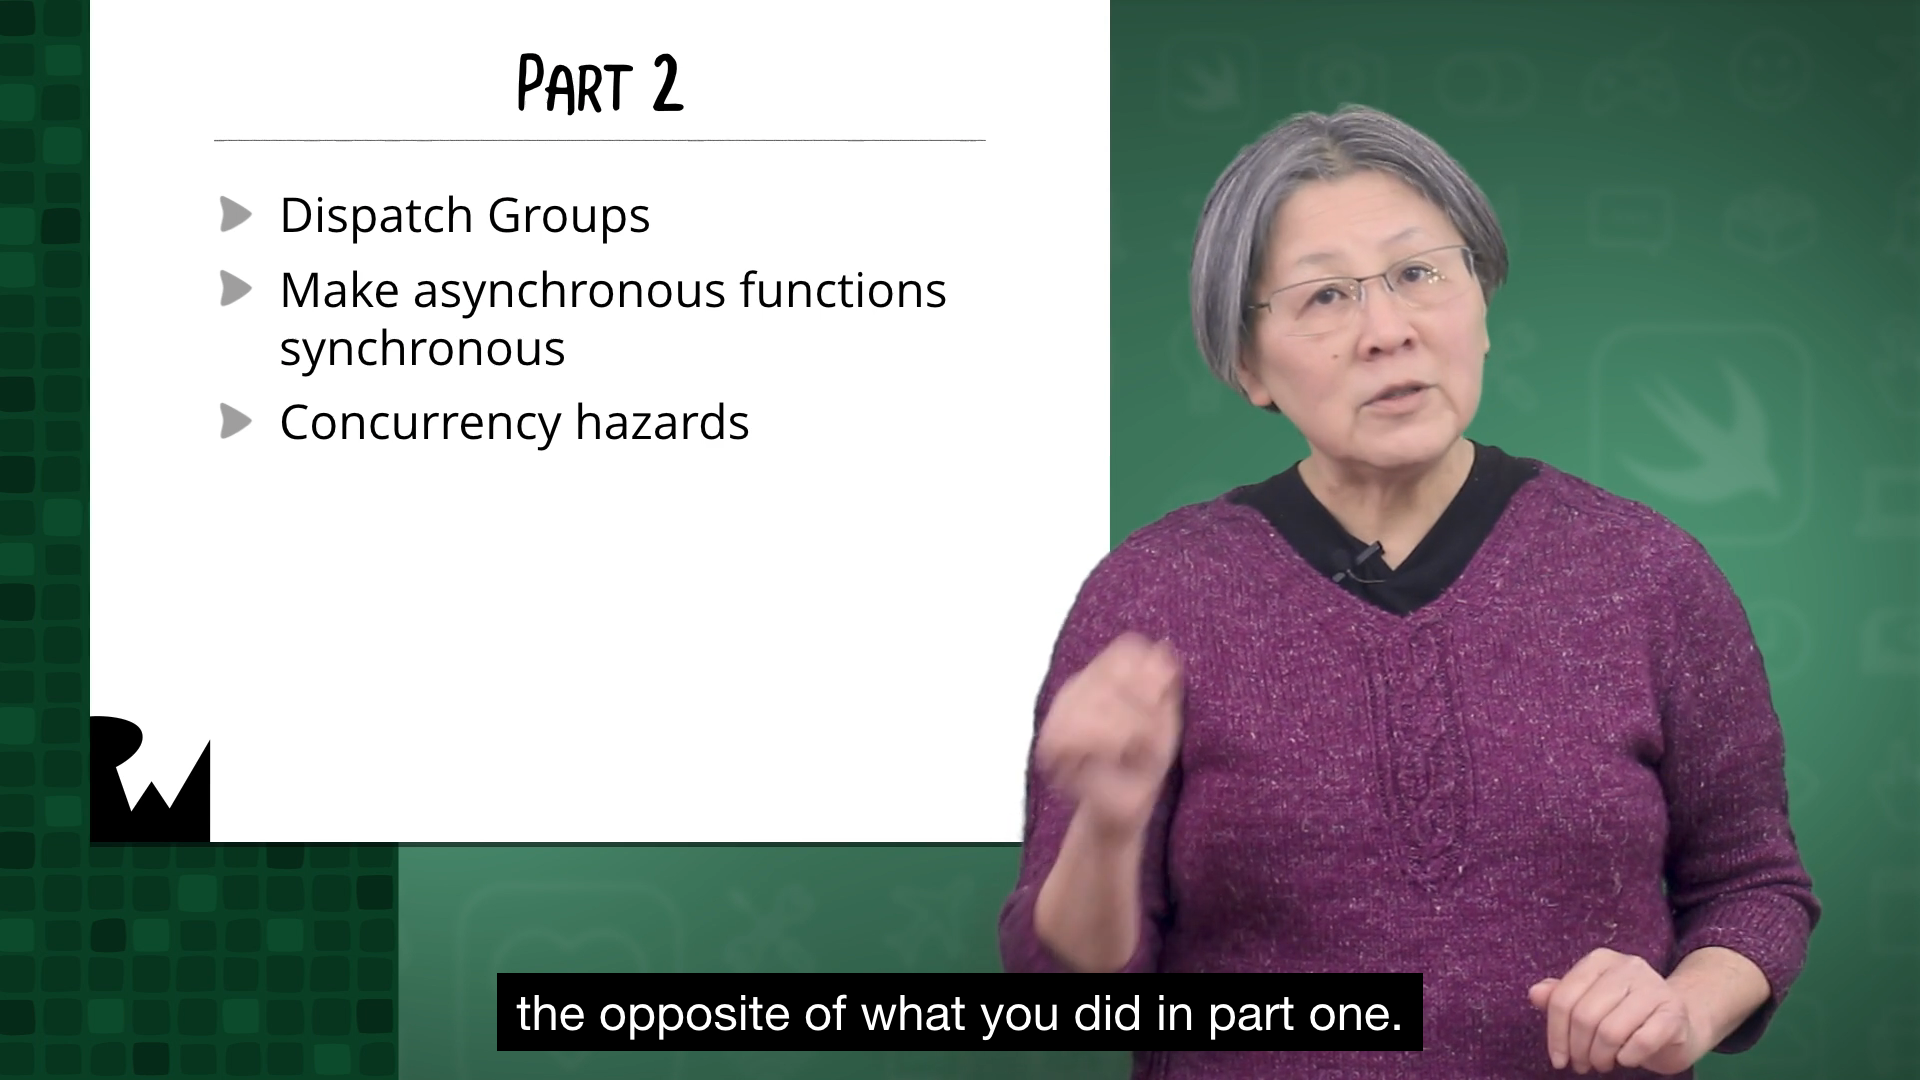 Part 2
Dispatch Groups
Make asynchronous functions
synchronous
Concurrency hazards
RW
the opposite of what you did in part one.